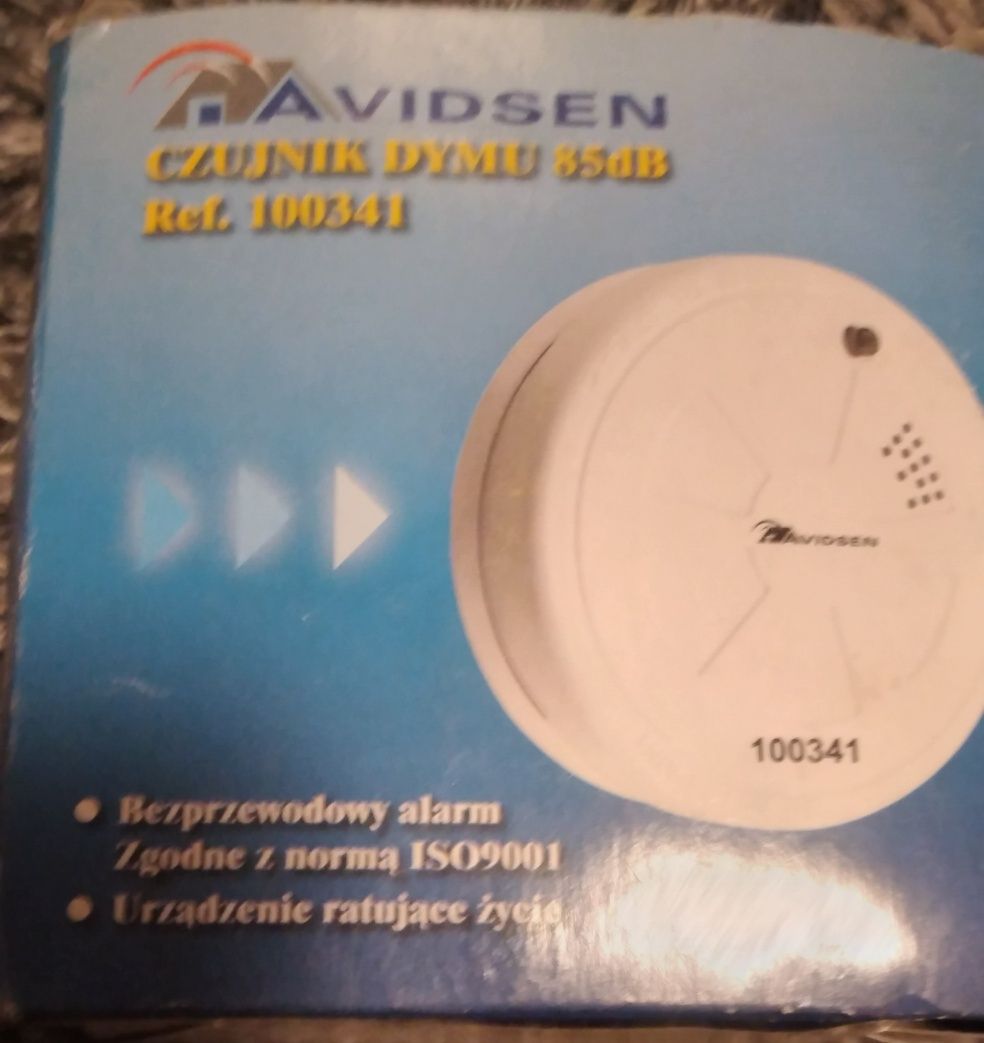 AVIDSEN
CZUJNIK DYMU 85dB
Ref. 100341
AVIDSEN
100341
Bezprzewodowy alarm
Zgodne z normą ISO9001
Urządzenie ratujące życie